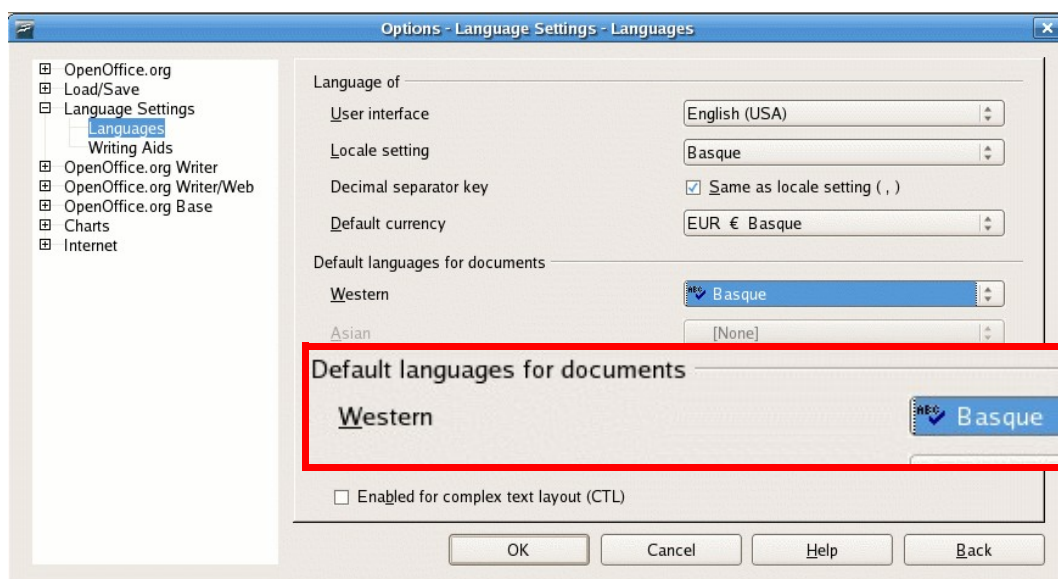 Options - Language Settings - Languages
OpenOffice.org
Load/Save
Language Settings
Languages
Writing Aids
OpenOffice.org Writer
OpenOffice.org Writer/Web
OpenOffice.org Base
Charts
Internet
Language of
User interface English (USA)
Locale setting Basque
Decimal separator key Same as locale setting ( , )
Default currency EUR € Basque
Default languages for documents
Western ABC Basque
Asian [None]
Default languages for documents
Western ABC Basque
Enabled for complex text layout (CTL)
OK Cancel Help Back